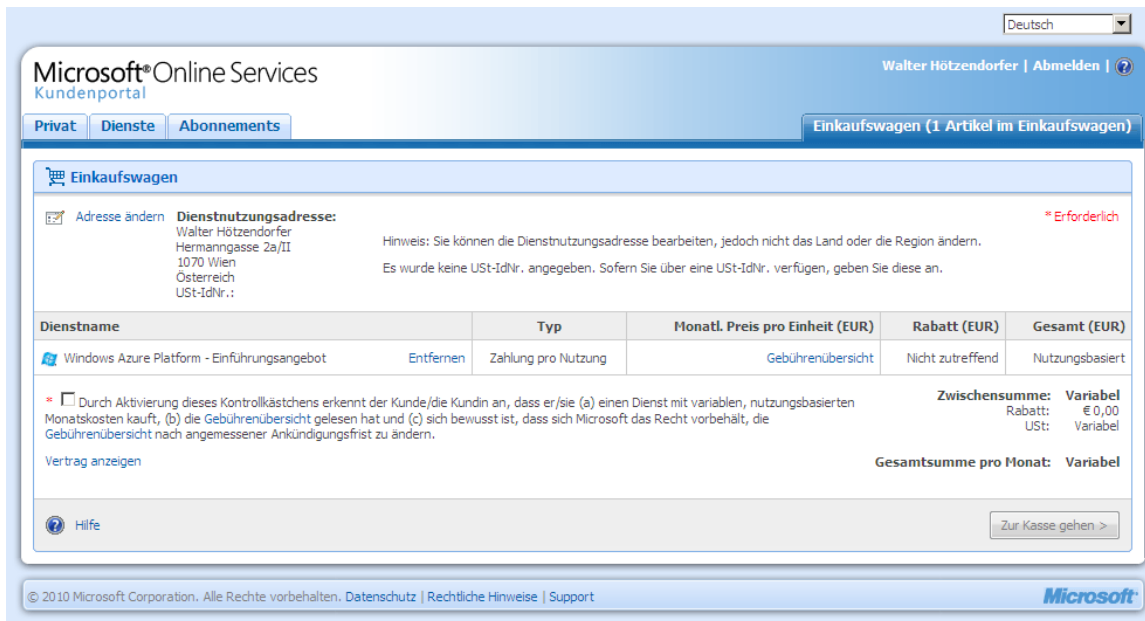 Deutsch
Microsoft® Online Services
Kundenportal
Walter Hötzendorfer | Abmelden | ?
Privat Dienste Abonnements
Einkaufswagen (1 Artikel im Einkaufswagen)
Einkaufswagen
Adresse ändern
Dienstnutzungsadresse:
Walter Hötzendorfer
Hermanngasse 2a/II
1070 Wien
Österreich
USt-IdNr.:
* Erforderlich
Hinweis: Sie können die Dienstnutzungsadresse bearbeiten, jedoch nicht das Land oder die Region ändern.
Es wurde keine USt-IdNr. angegeben. Sofern Sie über eine USt-IdNr. verfügen, geben Sie diese an.
Dienstname Typ Monatl. Preis pro Einheit (EUR) Rabatt (EUR) Gesamt (EUR)
Windows Azure Platform - Einführungsangebot Entfernen Zahlung pro Nutzung Gebührenübersicht Nicht zutreffend Nutzungsbasiert
* Durch Aktivierung dieses Kontrollkästchens erkennt der Kunde/die Kundin an, dass er/sie (a) einen Dienst mit variablen, nutzungsbasierten
Monatskosten kauft, (b) die Gebührenübersicht gelesen hat und (c) sich bewusst ist, dass sich Microsoft das Recht vorbehält, die
Gebührenübersicht nach angemessener Ankündigungsfrist zu ändern.
Vertrag anzeigen
Zwischensumme: Variabel
Rabatt: € 0,00
USt: Variabel
Gesamtsumme pro Monat: Variabel
? Hilfe
Zur Kasse gehen >
© 2010 Microsoft Corporation. Alle Rechte vorbehalten. Datenschutz | Rechtliche Hinweise | Support
Microsoft